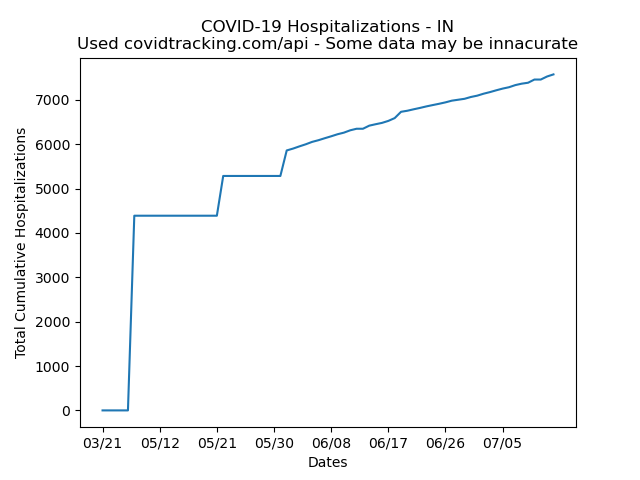 COVID-19 Hospitalizations - IN
Used covidtracking.com/api - Some data may be innacurate
Total Cumulative Hospitalizations
7000
6000
5000
4000
3000
2000
1000
0
03/21 05/12 05/21 05/30 06/08 06/17 06/26 07/05
Dates